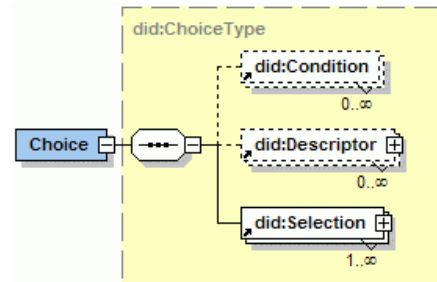 did:ChoiceType
did:Condition
0..∞
Choice
did:Descriptor
0..∞
did:Selection
1..∞